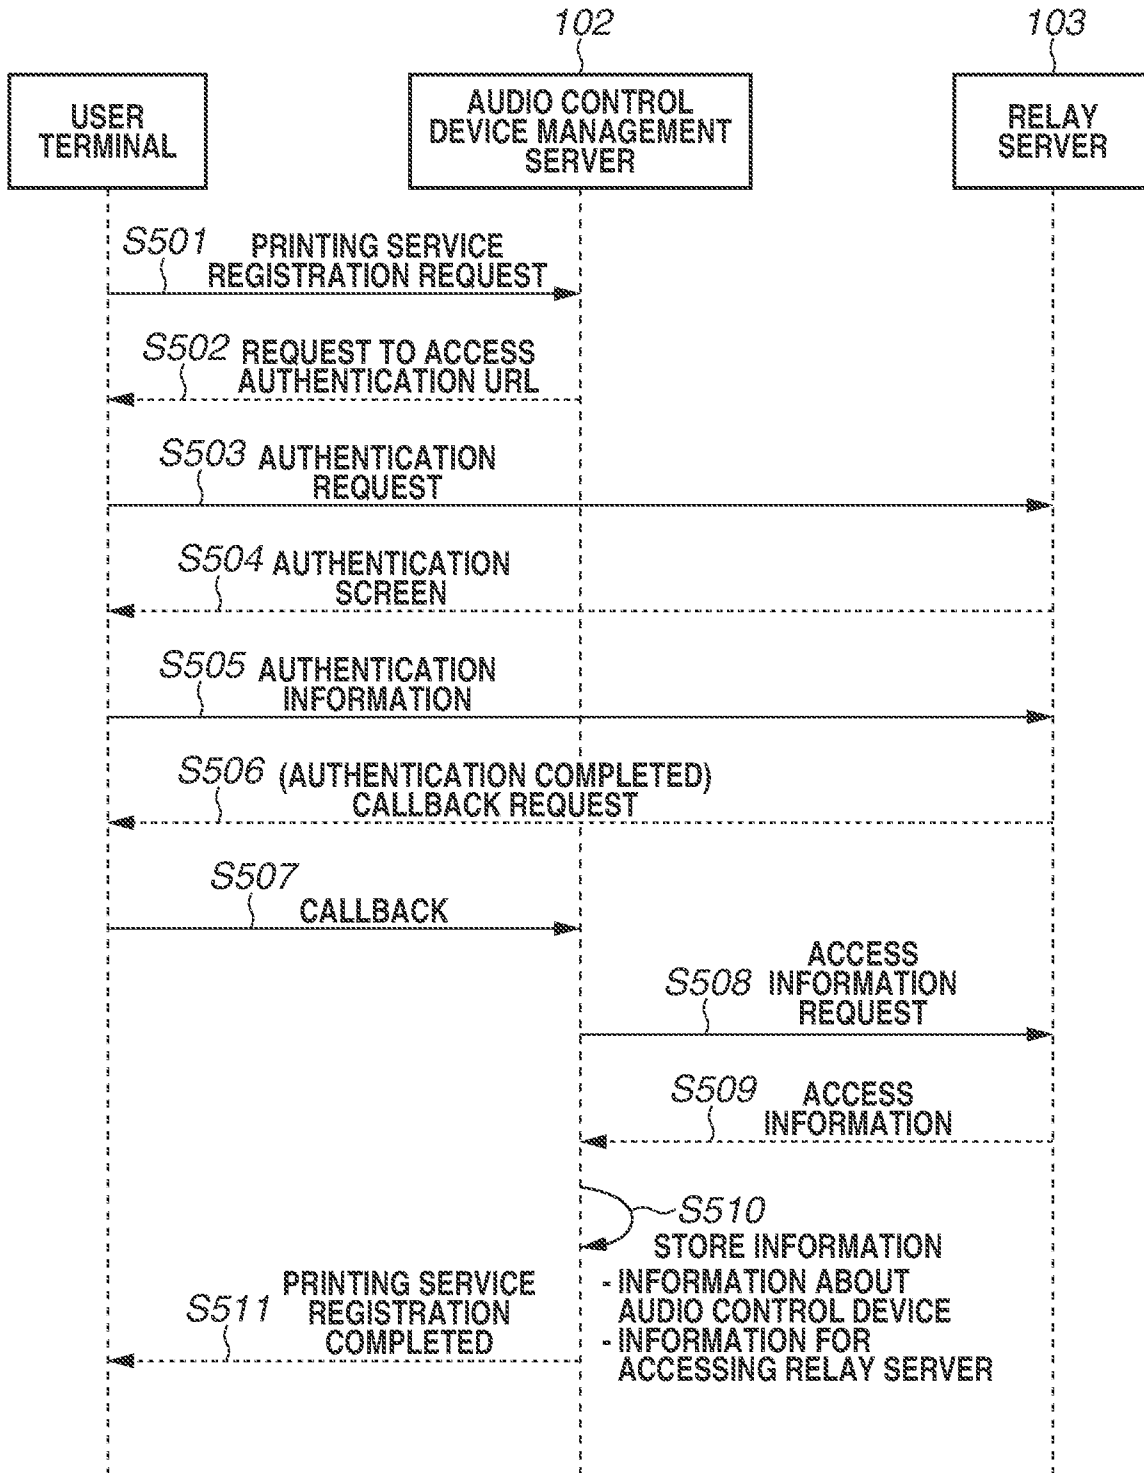 102
103
USER
TERMINAL
AUDIO CONTROL
DEVICE MANAGEMENT
SERVER
RELAY
SERVER
S501 PRINTING SERVICE
REGISTRATION REQUEST
S502 REQUEST TO ACCESS
AUTHENTICATION URL
S503 AUTHENTICATION
REQUEST
S504 AUTHENTICATION
SCREEN
S505 AUTHENTICATION
INFORMATION
S506 (AUTHENTICATION COMPLETED)
CALLBACK REQUEST
S507
CALLBACK
ACCESS
S508 INFORMATION
REQUEST
S509 ACCESS
INFORMATION
S510
STORE INFORMATION
- INFORMATION ABOUT
AUDIO CONTROL DEVICE
- INFORMATION FOR
ACCESSING RELAY SERVER
PRINTING SERVICE
S511 REGISTRATION
COMPLETED